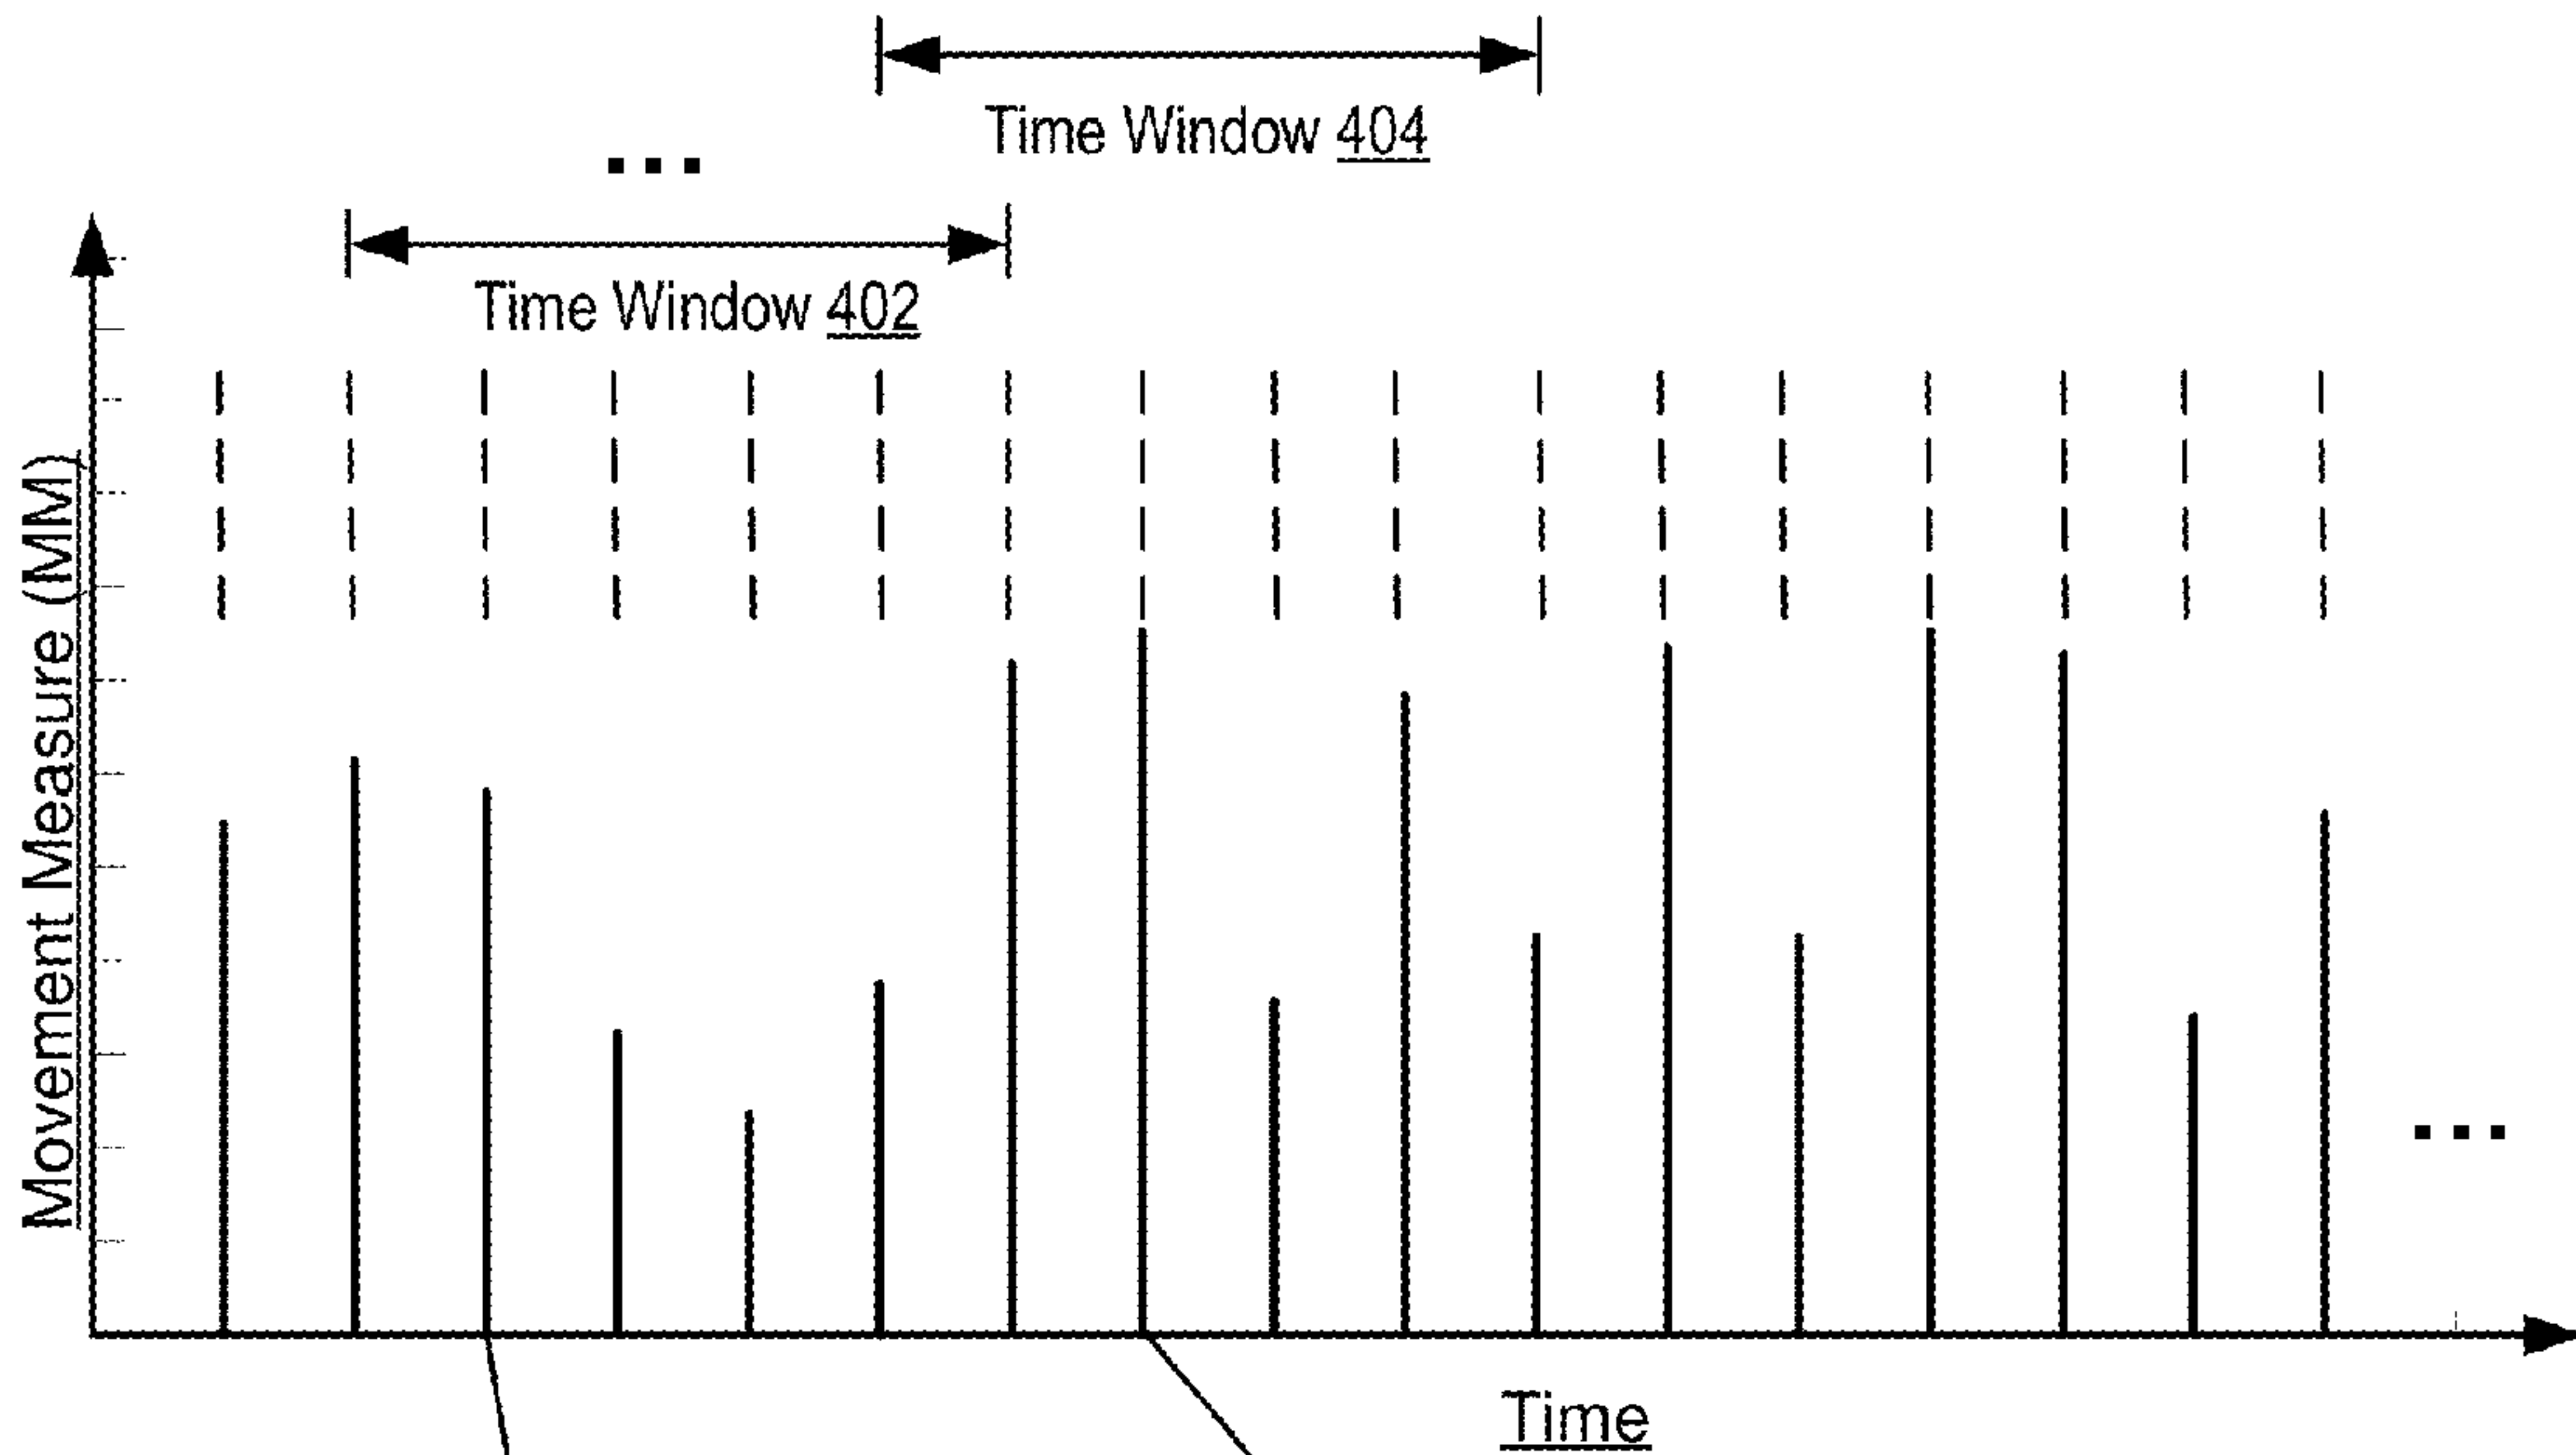 Time Window 404
...
Time Window 402
Movement Measure (MM)
...
Time